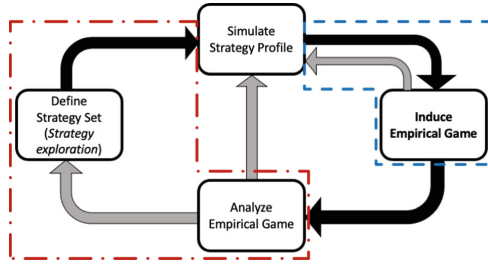 Simulate
Strategy Profile
Define
Strategy Set
(Strategy
exploration)
Induce
Empirical Game
Analyze
Empirical Game